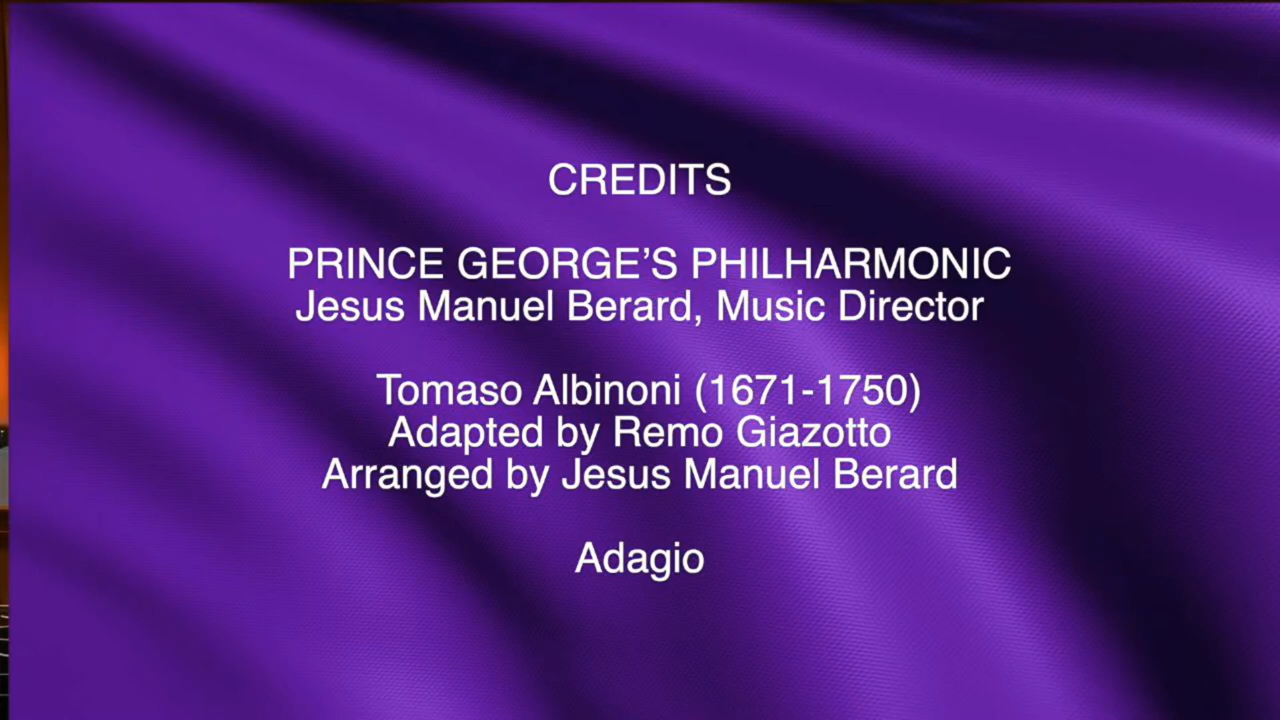 CREDITS
PRINCE GEORGE'S PHILHARMONIC
Jesus Manuel Berard, Music Director
Tomaso Albinoni (1671-1750)
Adapted by Remo Giazotto
Arranged by Jesus Manuel Berard
Adagio